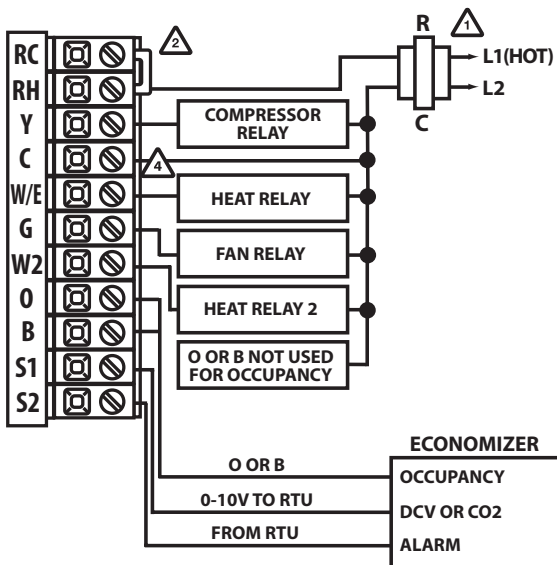 R
1
L1(HOT)
L2
C
2
RC
RH
Y
C
W/E
G
W2
O
B
S1
S2
4
COMPRESSOR
RELAY
HEAT RELAY
FAN RELAY
HEAT RELAY 2
O OR B NOT USED
FOR OCCUPANCY
ECONOMIZER
O OR B
OCCUPANCY
0-10V TO RTU
DCV OR CO2
FROM RTU
ALARM